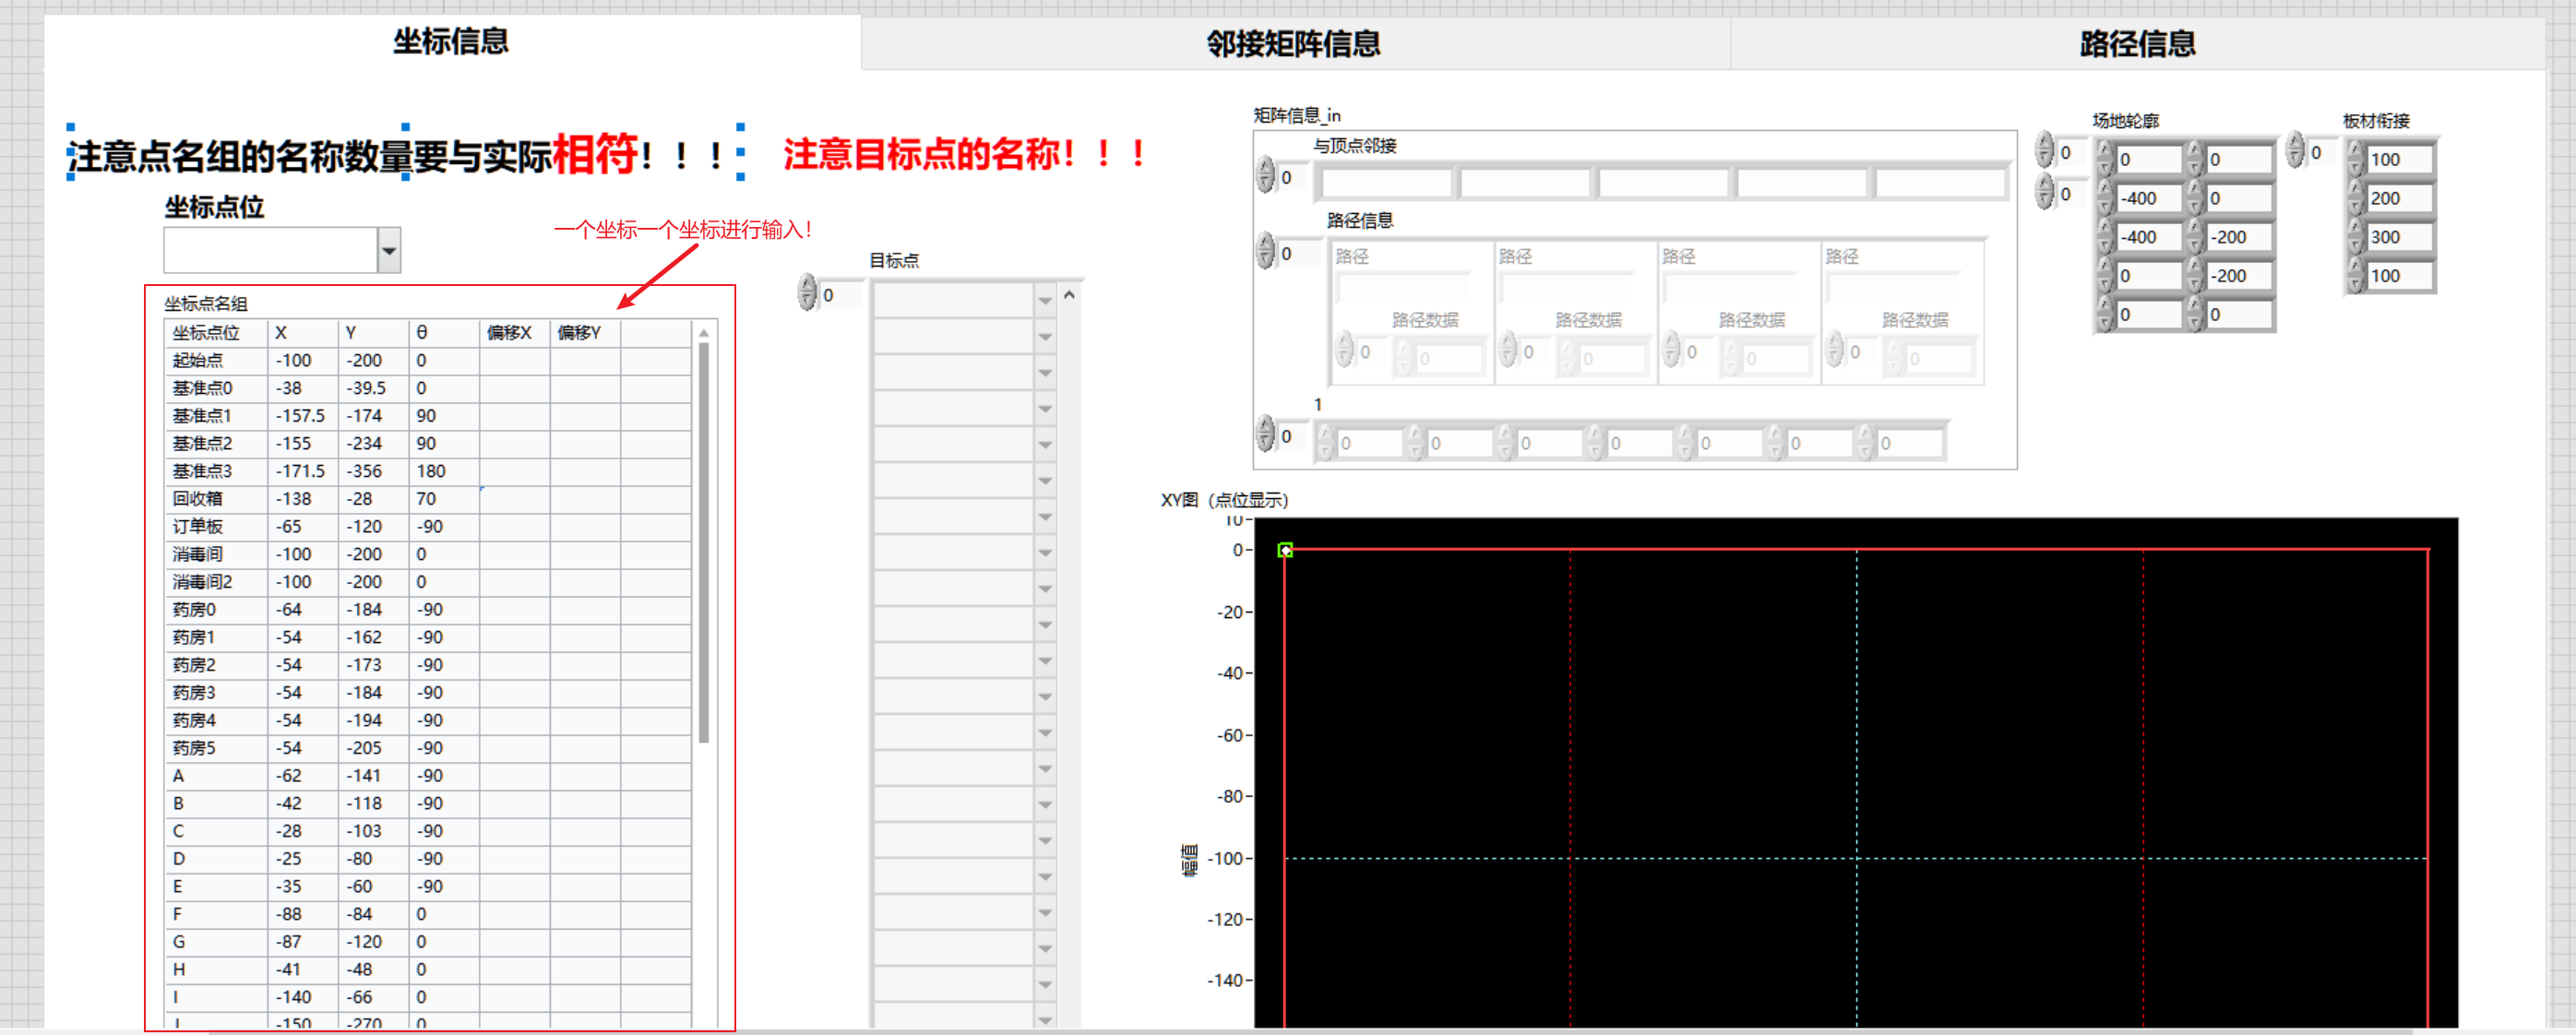 坐标信息
邻接矩阵信息
路径信息
注意点名组的名称数量要与实际相符！！！
注意目标点的名称！！！
坐标点位
一个坐标一个坐标进行输入！
坐标点名组
坐标点位 X Y θ 偏移X 偏移Y
起始点 -100 -200 0
基准点0 -38 -39.5 0
基准点1 -157.5 -174 90
基准点2 -155 -234 90
基准点3 -171.5 -356 180
回收箱 -138 -28 70
订单板 -65 -120 -90
消毒间 -100 -200 0
消毒间2 -100 -200 0
药房0 -64 -184 -90
药房1 -54 -162 -90
药房2 -54 -173 -90
药房3 -54 -184 -90
药房4 -54 -194 -90
药房5 -54 -205 -90
A -62 -141 -90
B -42 -118 -90
C -28 -103 -90
D -25 -80 -90
E -35 -60 -90
F -88 -84 0
G -87 -120 0
H -41 -48 0
I -140 -66 0
-150 -270 0
目标点
0
矩阵信息_in
与顶点邻接
0
路径信息
0
路径 路径 路径 路径
路径数据 路径数据 路径数据 路径数据
0 0 0 0 0 0 0 0
1
0 0 0 0 0 0 0 0
场地轮廓
0 0 0
0 -400 0
-400 -200
0 -200
0 0
板材衔接
0 100
200
300
100
XY图（点位显示）
10
0
-20
-40
-60
-80
-100
-120
-140
幅值